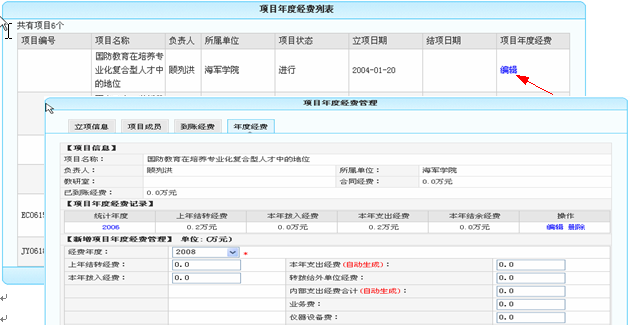 项目年度经费列表
共有项目6个
项目编号 项目名称 负责人 所属单位 项目状态 立项日期 结项日期 项目年度经费
国防教育在培养专
业化复合型人才中
的地位
顾列洪 海军学院 进行 2004-01-20 编辑
项目年度经费管理
立项信息 项目成员 到账经费 年度经费
【项目信息】
项目名称: 国防教育在培养专业化复合型人才中的地位
负责人: 顾列洪 所属单位: 海军学院
教研室: 合同经费: 0.0万元
已到账经费: 0.0万元
【项目年度经费记录】
统计年度 上年结转经费 本年拨入经费 本年支出经费 本年结余经费 操作
2006 0.2万元 0.0万元 0.2万元 0.0万元 编辑 删除
【新增项目年度经费管理】 单位:(万元)
经费年度: 2008 *
上年结转经费: 0.0 本年支出经费(自动生成): 0.0
本年拨入经费: 0.0 转拨给外单位经费: 0.0
内部支出经费合计(自动生成): 0.0
业务费: 0.0
仪器设备费: 0.0
EC0615
JY0618